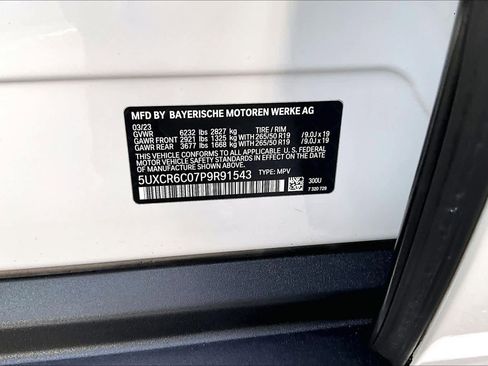 MFD BY BAYERISCHE MOTOREN WERKE AG
03/23
GVWR 6232 lbs 2827 kg TIRE / RIM
GAWR FRONT 2921 lbs 1325 kg WITH 265/50 R19 / 9.0J x 19
GAWR REAR 3677 lbs 1668 kg WITH 265/50 R19 / 9.0J x 19
THIS VEHICLE CONFORMS TO ALL APPLICABLE U.S. FEDERAL
MOTOR VEHICLE SAFETY STANDARDS IN EFFECT ON THE DATE OF
MANUFACTURE SHOWN ABOVE.
5UXCR6C07P9R91543 TYPE: MPV 300U
7 320 729